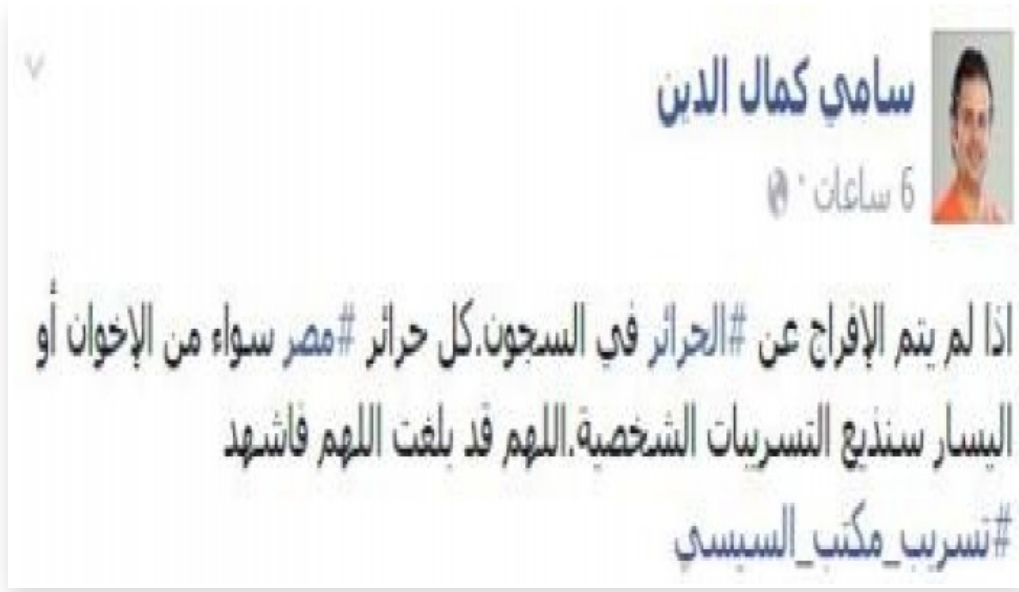 سامي كمال الدين
6 ساعات ·
اذا لم يتم الإفراج عن #الحرائر في السجون.كل حرائر #مصر سواء من الإخوان أو
اليسار سنذيع التسريبات الشخصية.اللهم قد بلغت اللهم فاشهد
#تسريب_مكتب_السيسي